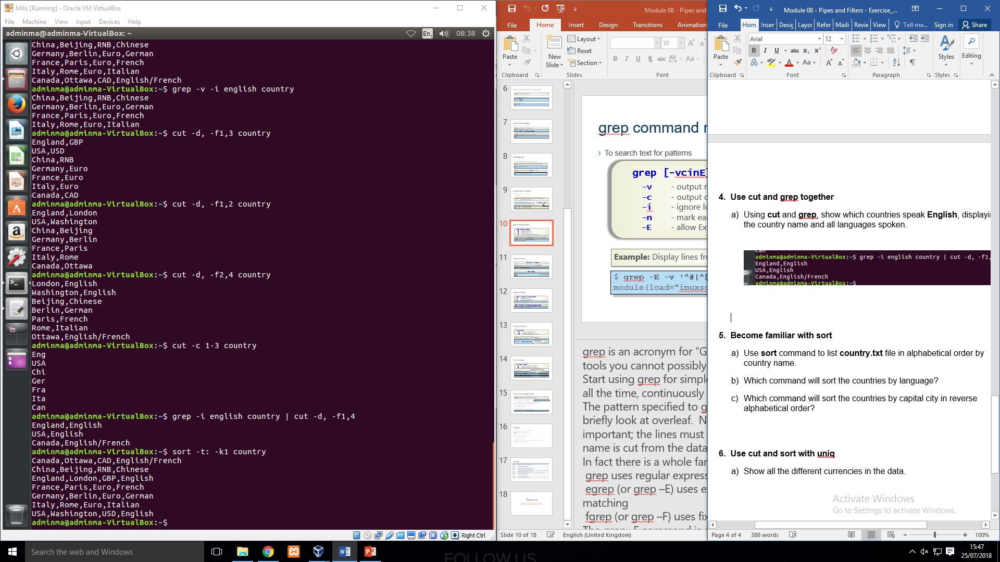 Milo [Running] - Oracle VM VirtualBox
File Machine View Input Devices Help
adminma@adminma-VirtualBox: ~
En1
08:38
China,Beijing,RNB,Chinese
Germany,Berlin,Euro,German
France,Paris,Euro,French
Italy,Rome,Euro,Italian
Canada,Ottawa,CAD,English/French
adminma@adminma-VirtualBox:~$ grep -v -i english country
China,Beijing,RNB,Chinese
Germany,Berlin,Euro,German
France,Paris,Euro,French
Italy,Rome,Euro,Italian
adminma@adminma-VirtualBox:~$ cut -d, -f1,3 country
England,GBP
USA,USD
China,RNB
Germany,Euro
France,Euro
Italy,Euro
Canada,CAD
adminma@adminma-VirtualBox:~$ cut -d, -f1,2 country
England,London
USA,Washington
China,Beijing
Germany,Berlin
France,Paris
Italy,Rome
Canada,Ottawa
adminma@adminma-VirtualBox:~$ cut -d, -f2,4 country
London,English
Washington,English
Beijing,Chinese
Berlin,German
Paris,French
Rome,Italian
Ottawa,English/French
adminma@adminma-VirtualBox:~$ cut -c 1-3 country
Eng
USA
Chi
Ger
Fra
Ita
Can
adminma@adminma-VirtualBox:~$ grep -i english country | cut -d, -f1,4
England,English
USA,English
Canada,English/French
adminma@adminma-VirtualBox:~$ sort -t: -k1 country
Canada,Ottawa,CAD,English/French
China,Beijing,RNB,Chinese
England,London,GBP,English
France,Paris,Euro,French
Germany,Berlin,Euro,German
Italy,Rome,Euro,Italian
USA,Washington,USD,English
adminma@adminma-VirtualBox:~$
Right Ctrl
Module 08 - Pipes and
File Home Insert Design Transitions Animation
Paste
New
Slide
Layout
Reset
Section
10
B I U S abc AV Aa
Clipboard Slides Font
6
7
8
9
10
11
12
13
14
15
16
17
18
Thank you
grep command r
To search text for patterns
grep [-vcinE]
-v - output n
-c - output c
-i - ignore lo
-n - mark eac
-E - allow Ex
Example: Display lines fro
$ grep -E -v '^#|^$
module(load="imuxso
grep is an acronym for “G
tools you cannot possibly
Start using grep for simple
all the time, continuously
The pattern specified to g
briefly look at overleaf. N
important; the lines must
name is cut from the data
In fact there is a whole far
grep uses regular express
egrep (or grep –E) uses e
matching
fgrep (or grep –F) uses fix
Slide 10 of 18 English (United Kingdom)
Module 08 - Pipes and Filters - Exercise_...
File Hom Inser Desig Layou Refer Maili Revie View Tell me... Sign in Share
Paste
Arial 12
B I U abc x2 x2
A Aa A A
Styles
Editing
Clipboard Font Paragraph Styles
4. Use cut and grep together
a) Using cut and grep, show which countries speak English, displayin
the country name and all languages spoken.
Can
adminma@adminma-VirtualBox:~$ grep -i english country | cut -d, -f1,
England,English
USA,English
Canada,English/French
adminma@adminma-VirtualBox:~$
5. Become familiar with sort
a) Use sort command to list country.txt file in alphabetical order by
country name.
b) Which command will sort the countries by language?
c) Which command will sort the countries by capital city in reverse
alphabetical order?
6. Use cut and sort with uniq
a) Show all the different currencies in the data.
Activate Windows
Go to Settings to activate Windows.
Page 4 of 4 388 words
100%
Search the web and Windows
FOLLOW US
15:47
25/07/2018